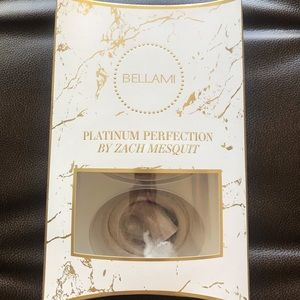 BELLAMI
PLATINUM PERFECTION
BY ZACH MESQUIT